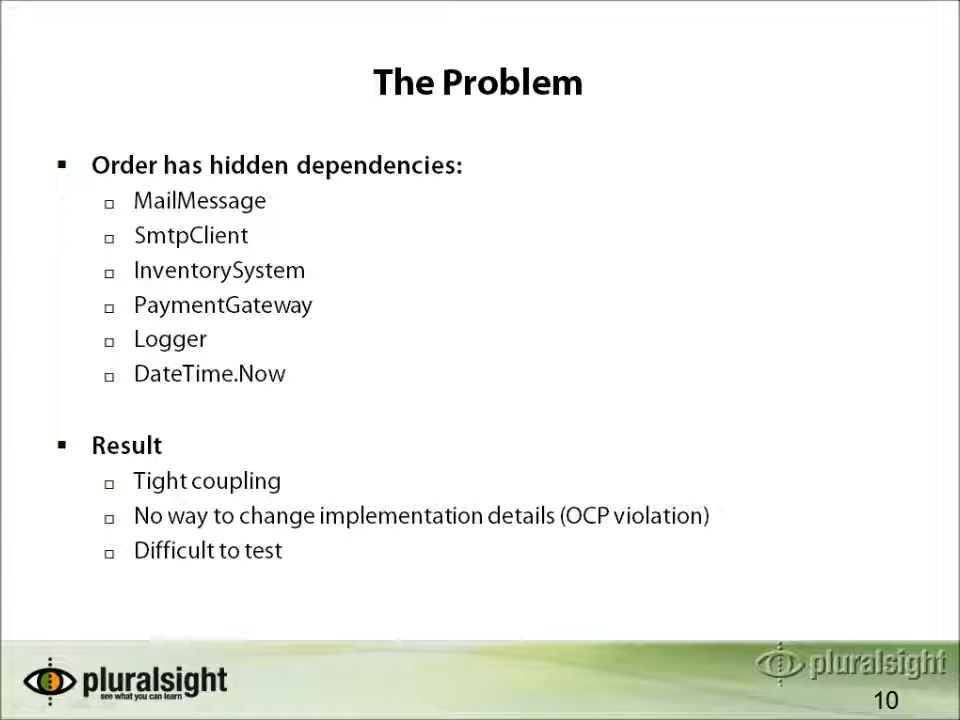 The Problem
Order has hidden dependencies:
MailMessage
SmtpClient
InventorySystem
PaymentGateway
Logger
DateTime.Now
Result
Tight coupling
No way to change implementation details (OCP violation)
Difficult to test
pluralsight
see what you can learn
pluralsight
10